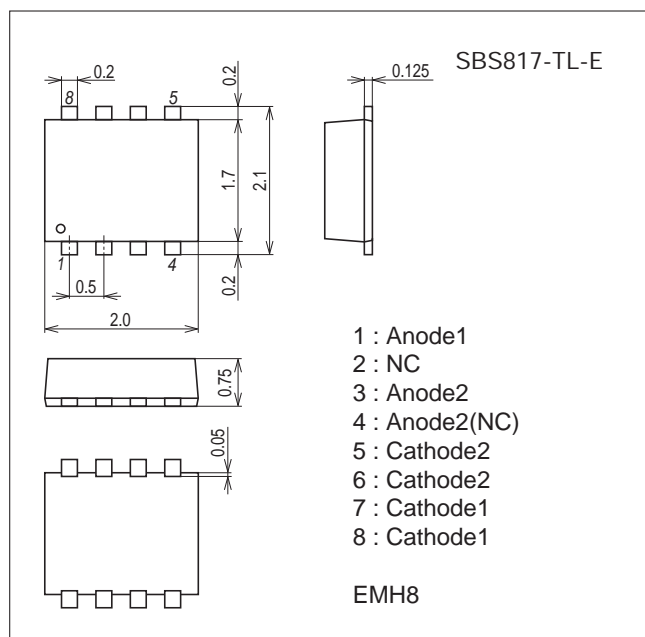 SBS817-TL-E
0.2
0.2
0.125
8
5
1.7
2.1
1
4
0.5
0.2
2.0
0.75
0.05
1 : Anode1
2 : NC
3 : Anode2
4 : Anode2(NC)
5 : Cathode2
6 : Cathode2
7 : Cathode1
8 : Cathode1
EMH8